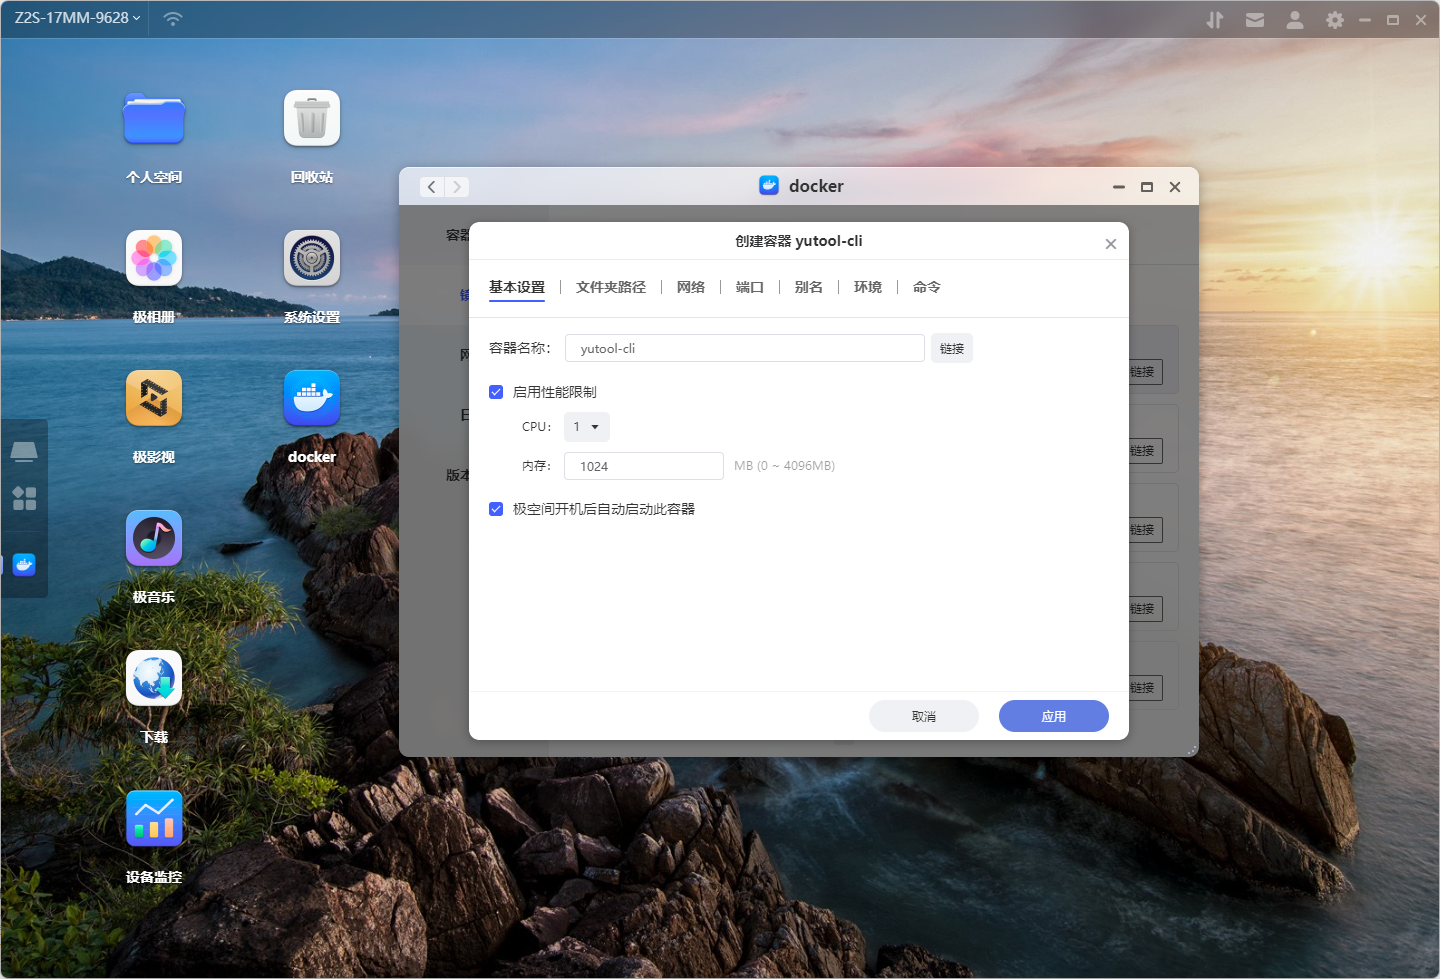 Z2S-17MM-9628
个人空间
回收站
极相册
系统设置
极影视
docker
极音乐
下载
设备监控
docker
容器
版本
创建容器 yutool-cli
基本设置 | 文件夹路径 | 网络 | 端口 | 别名 | 环境 | 命令
容器名称： yutool-cli 链接
启用性能限制
CPU： 1
内存： 1024 MB (0 ~ 4096MB)
极空间开机后自动启动此容器
取消 应用
链接
链接
链接
链接
链接